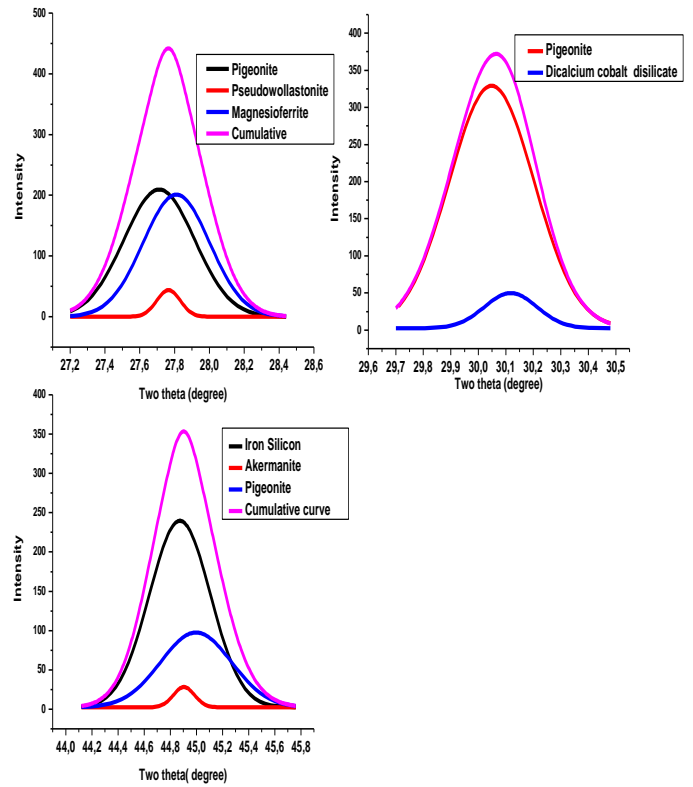 500
400
300
200
100
0
Intensity
Pigeonite
Pseudowollastonite
Magnesioferrite
Cumulative
27,2 27,4 27,6 27,8 28,0 28,2 28,4 28,6
Two theta (degree)
350
300
250
200
150
100
50
0
Intensity
Pigeonite
Dicalcium cobalt disilicate
29,6 29,7 29,8 29,9 30,0 30,1 30,2 30,3 30,4 30,5
Two theta (degree)
400
350
300
250
200
150
100
50
0
Intensity
Iron Silicon
Akermanite
Pigeonite
Cumulative curve
44,0 44,2 44,4 44,6 44,8 45,0 45,2 45,4 45,6 45,8
Two theta( degree)